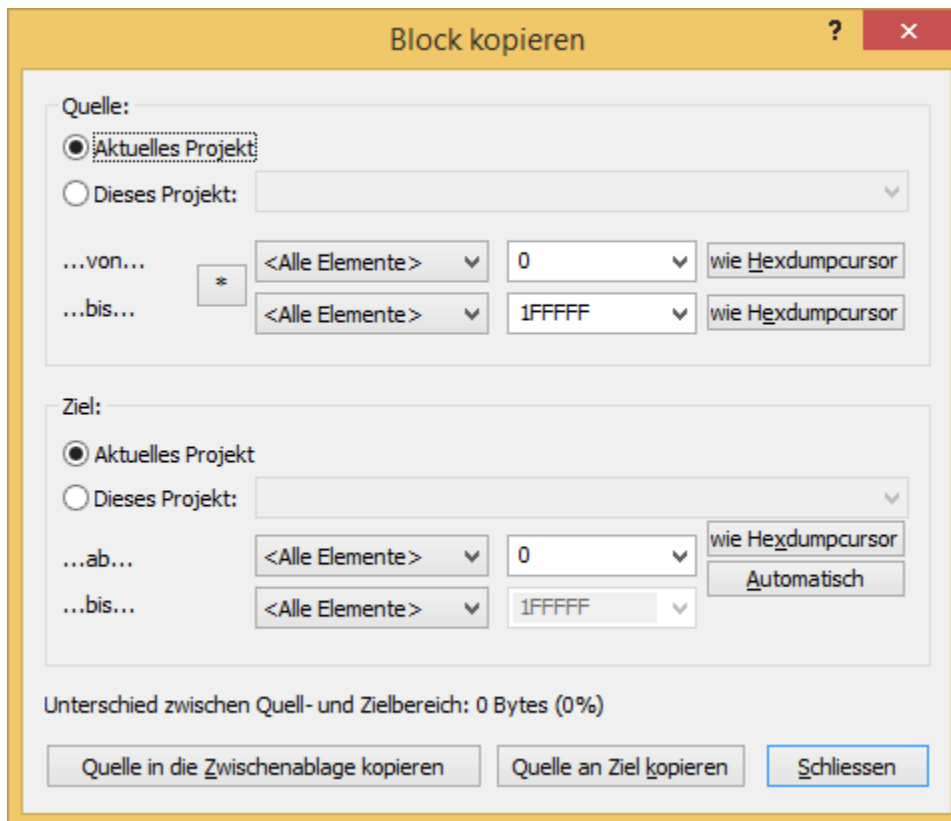 Block kopieren
?
×
Quelle:
Aktuelles Projekt
Dieses Projekt:
...von... <Alle Elemente> 0 wie Hexdumpcursor
*
...bis... <Alle Elemente> 1FFFFF wie Hexdumpcursor
Ziel:
Aktuelles Projekt
Dieses Projekt:
...ab... <Alle Elemente> 0 wie Hexdumpcursor
Automatisch
...bis... <Alle Elemente> 1FFFFF
Unterschied zwischen Quell- und Zielbereich: 0 Bytes (0%)
Quelle in die Zwischenablage kopieren Quelle an Ziel kopieren Schliessen